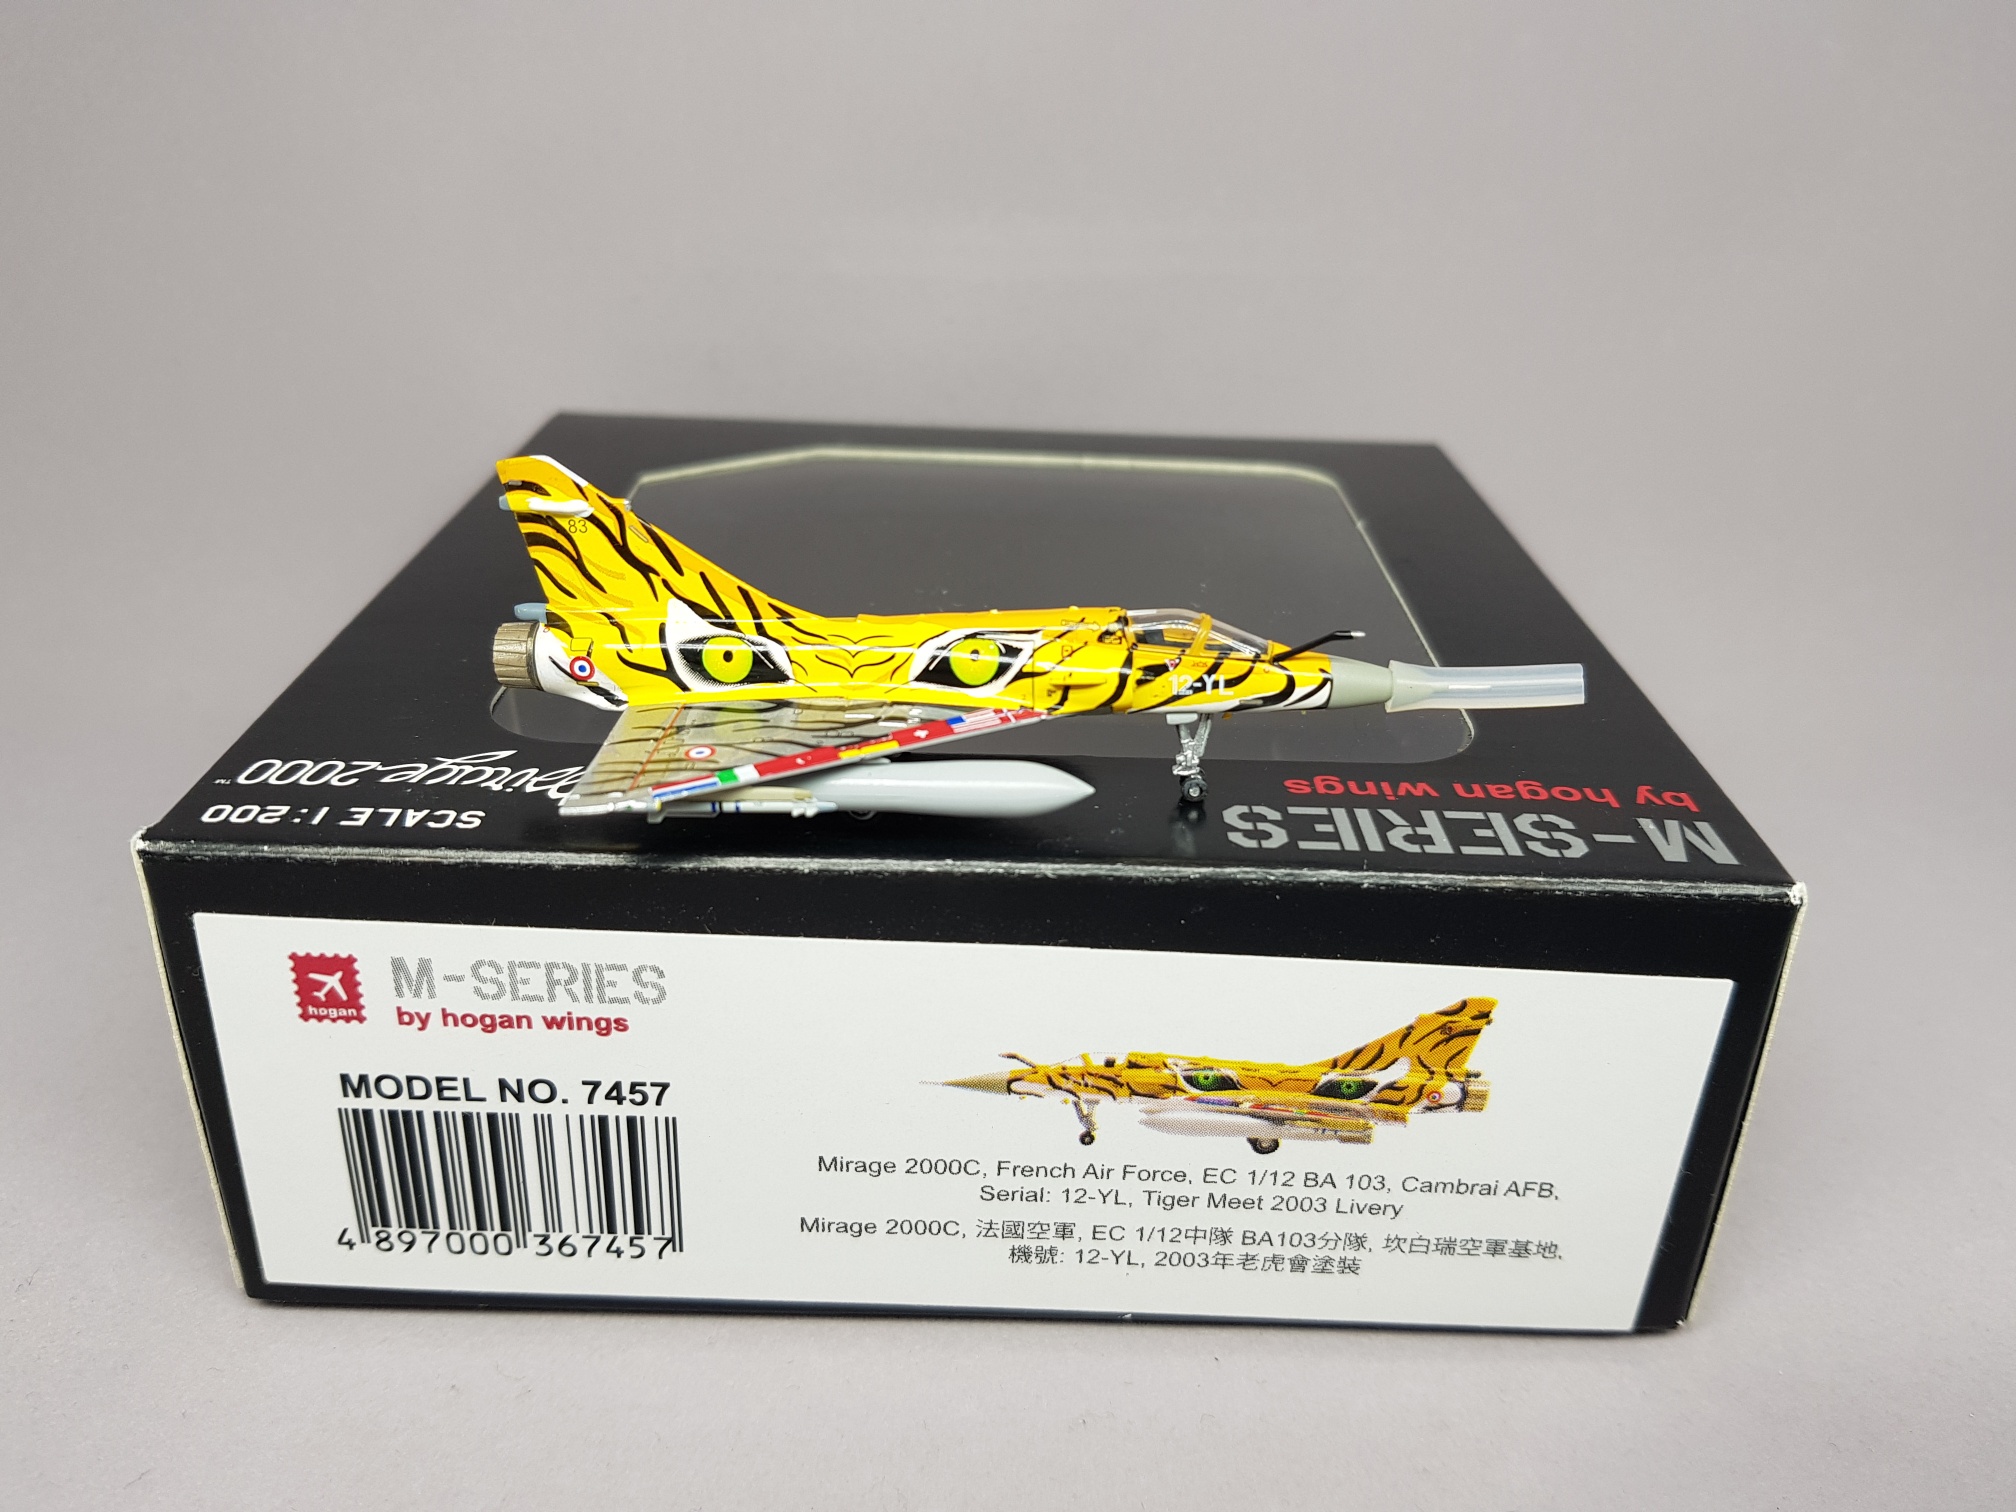 83
12-YL
mirage 2000™
SCALE 1:200
by hogan wings
M-SERIES
hogan
M-SERIES
by hogan wings
MODEL NO. 7457
4 897000 367457
83
Mirage 2000C, French Air Force, EC 1/12 BA 103, Cambrai AFB,
Serial: 12-YL, Tiger Meet 2003 Livery
Mirage 2000C, 法國空軍, EC 1/12中隊 BA103分隊, 坎白瑞空軍基地,
機號: 12-YL, 2003年老虎會塗裝